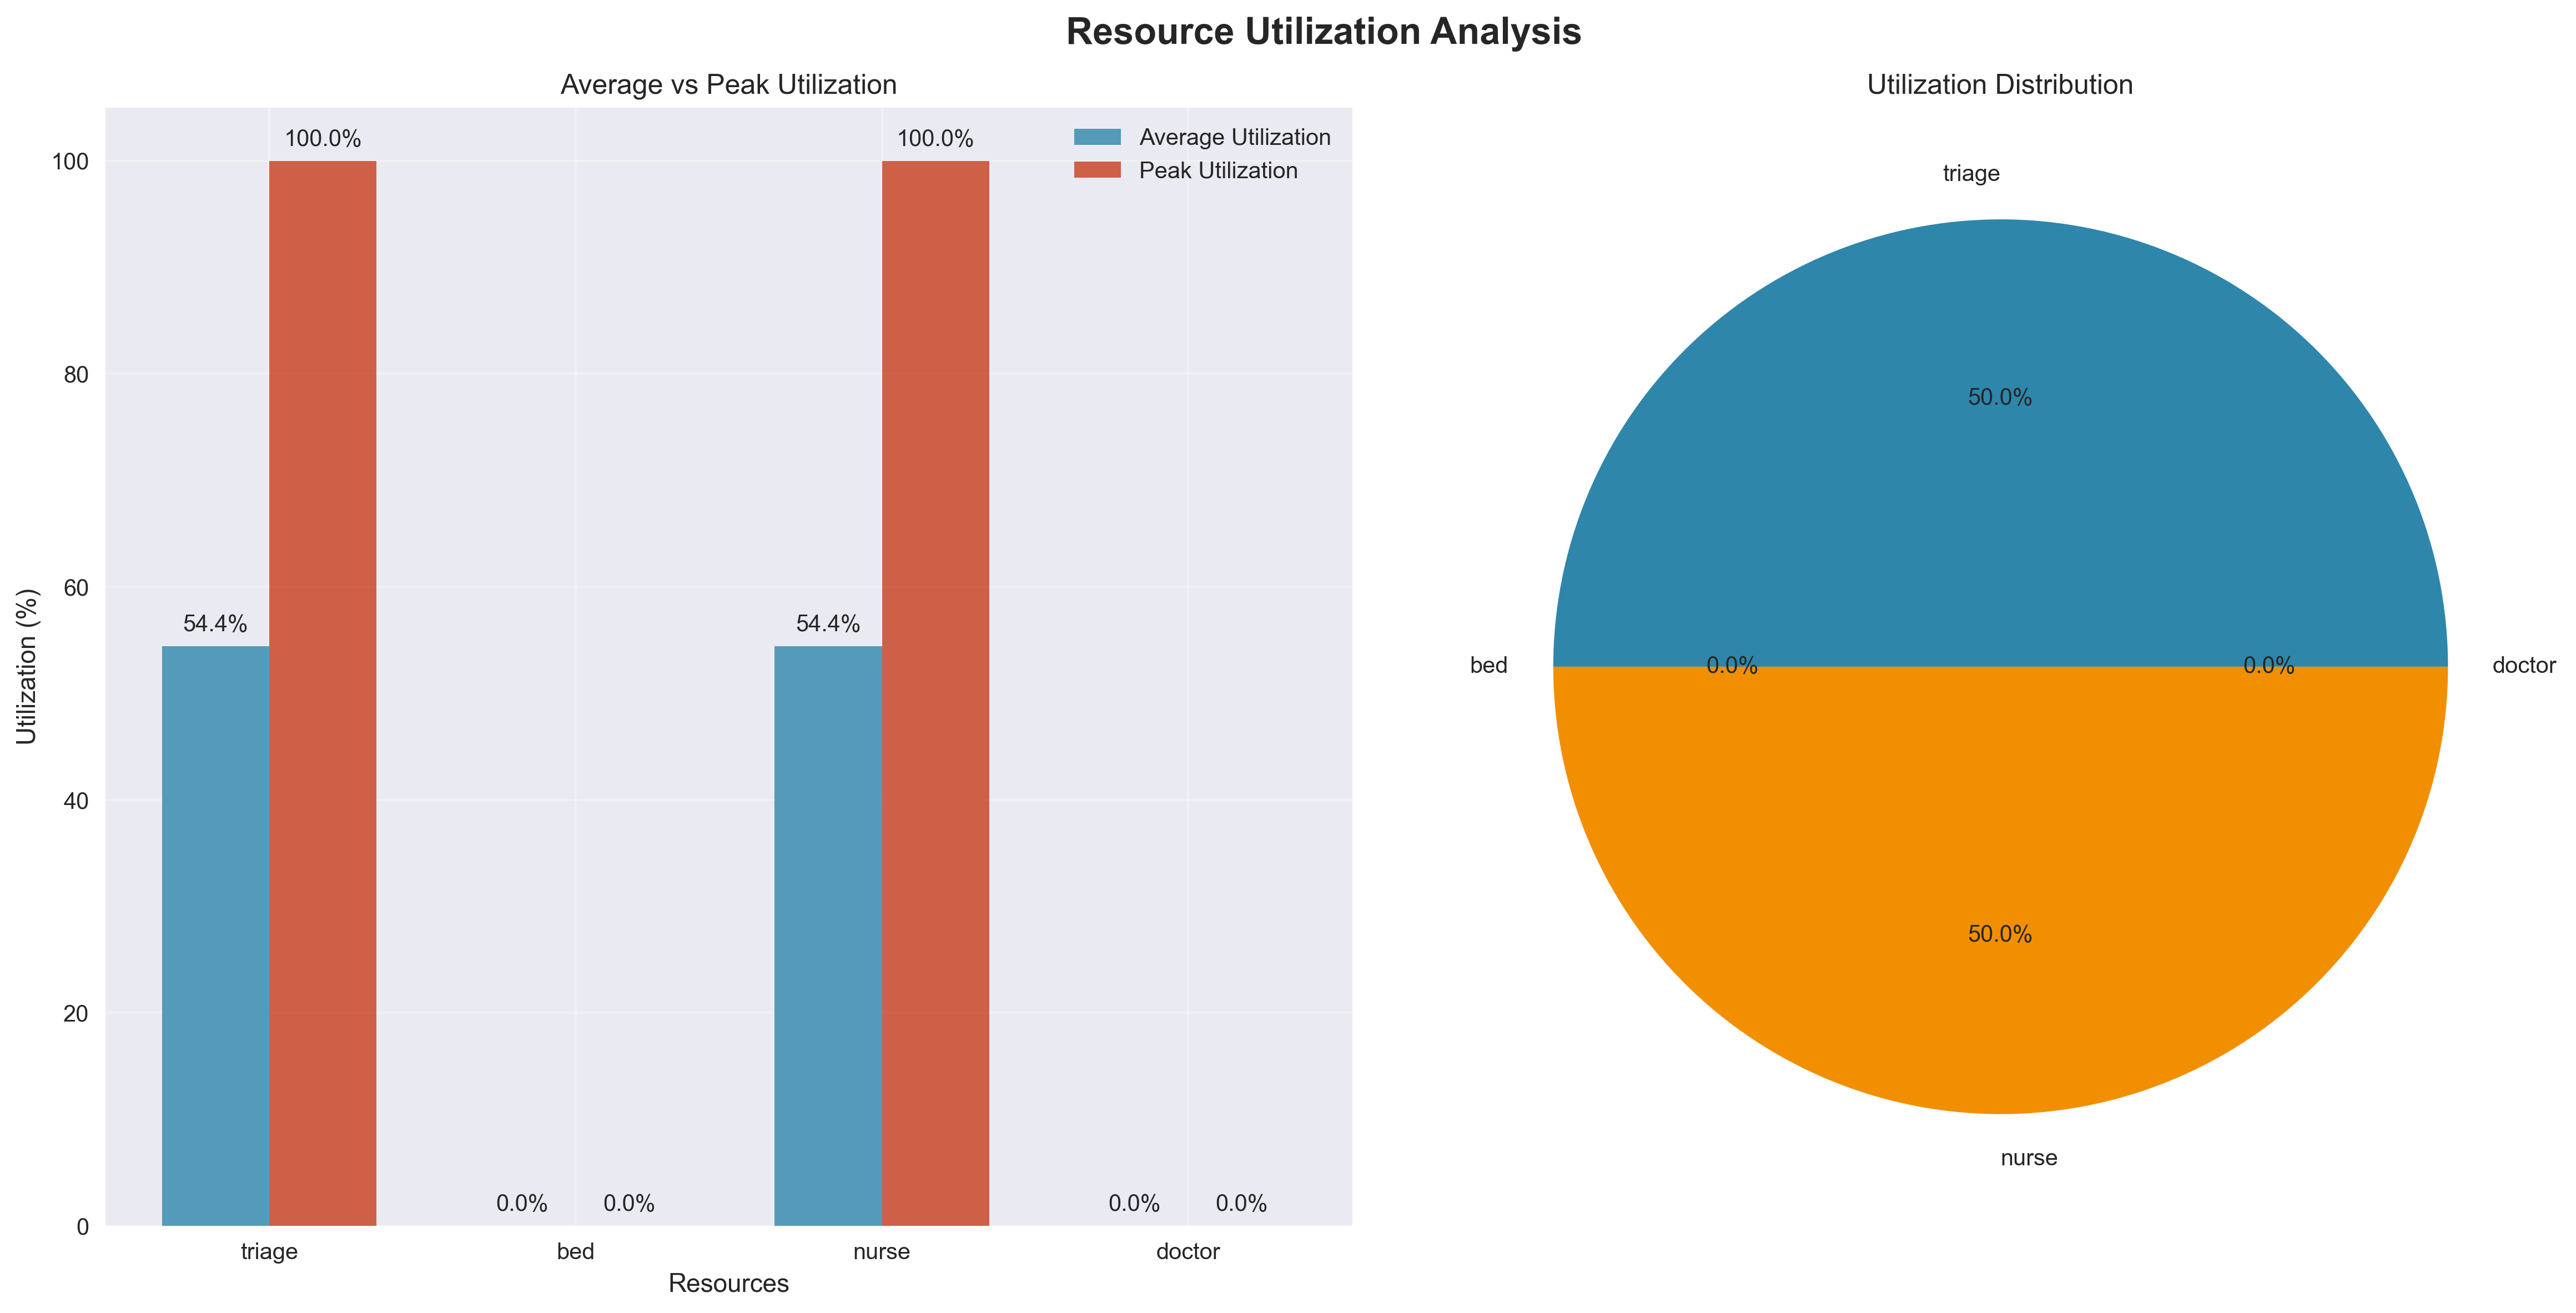 Resource Utilization Analysis
Average vs Peak Utilization
Average Utilization
Peak Utilization
100.0%
100.0%
54.4%
54.4%
0.0%
0.0%
0.0%
0.0%
100
80
60
40
20
0
Utilization (%)
triage
bed
nurse
doctor
Resources
Utilization Distribution
triage
50.0%
bed
0.0%
0.0%
doctor
50.0%
nurse